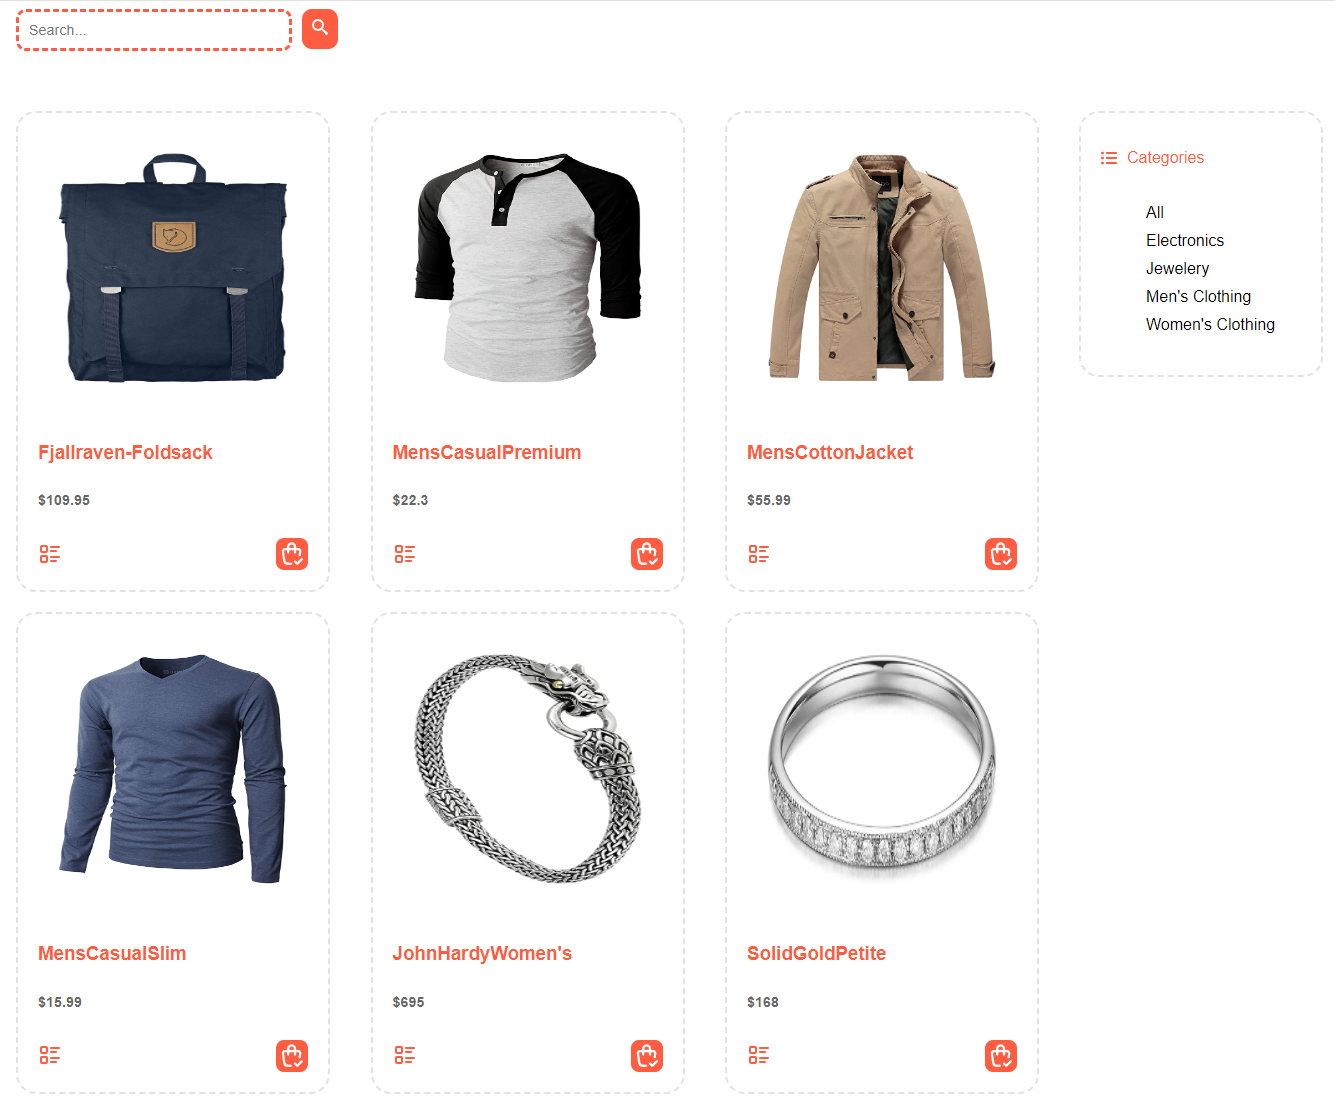 Search...
Categories
All
Electronics
Jewelery
Men's Clothing
Women's Clothing
Fjallraven-Foldsack
$109.95
MensCasualPremium
$22.3
MensCottonJacket
$55.99
MensCasualSlim
$15.99
JohnHardyWomen's
$695
SolidGoldPetite
$168